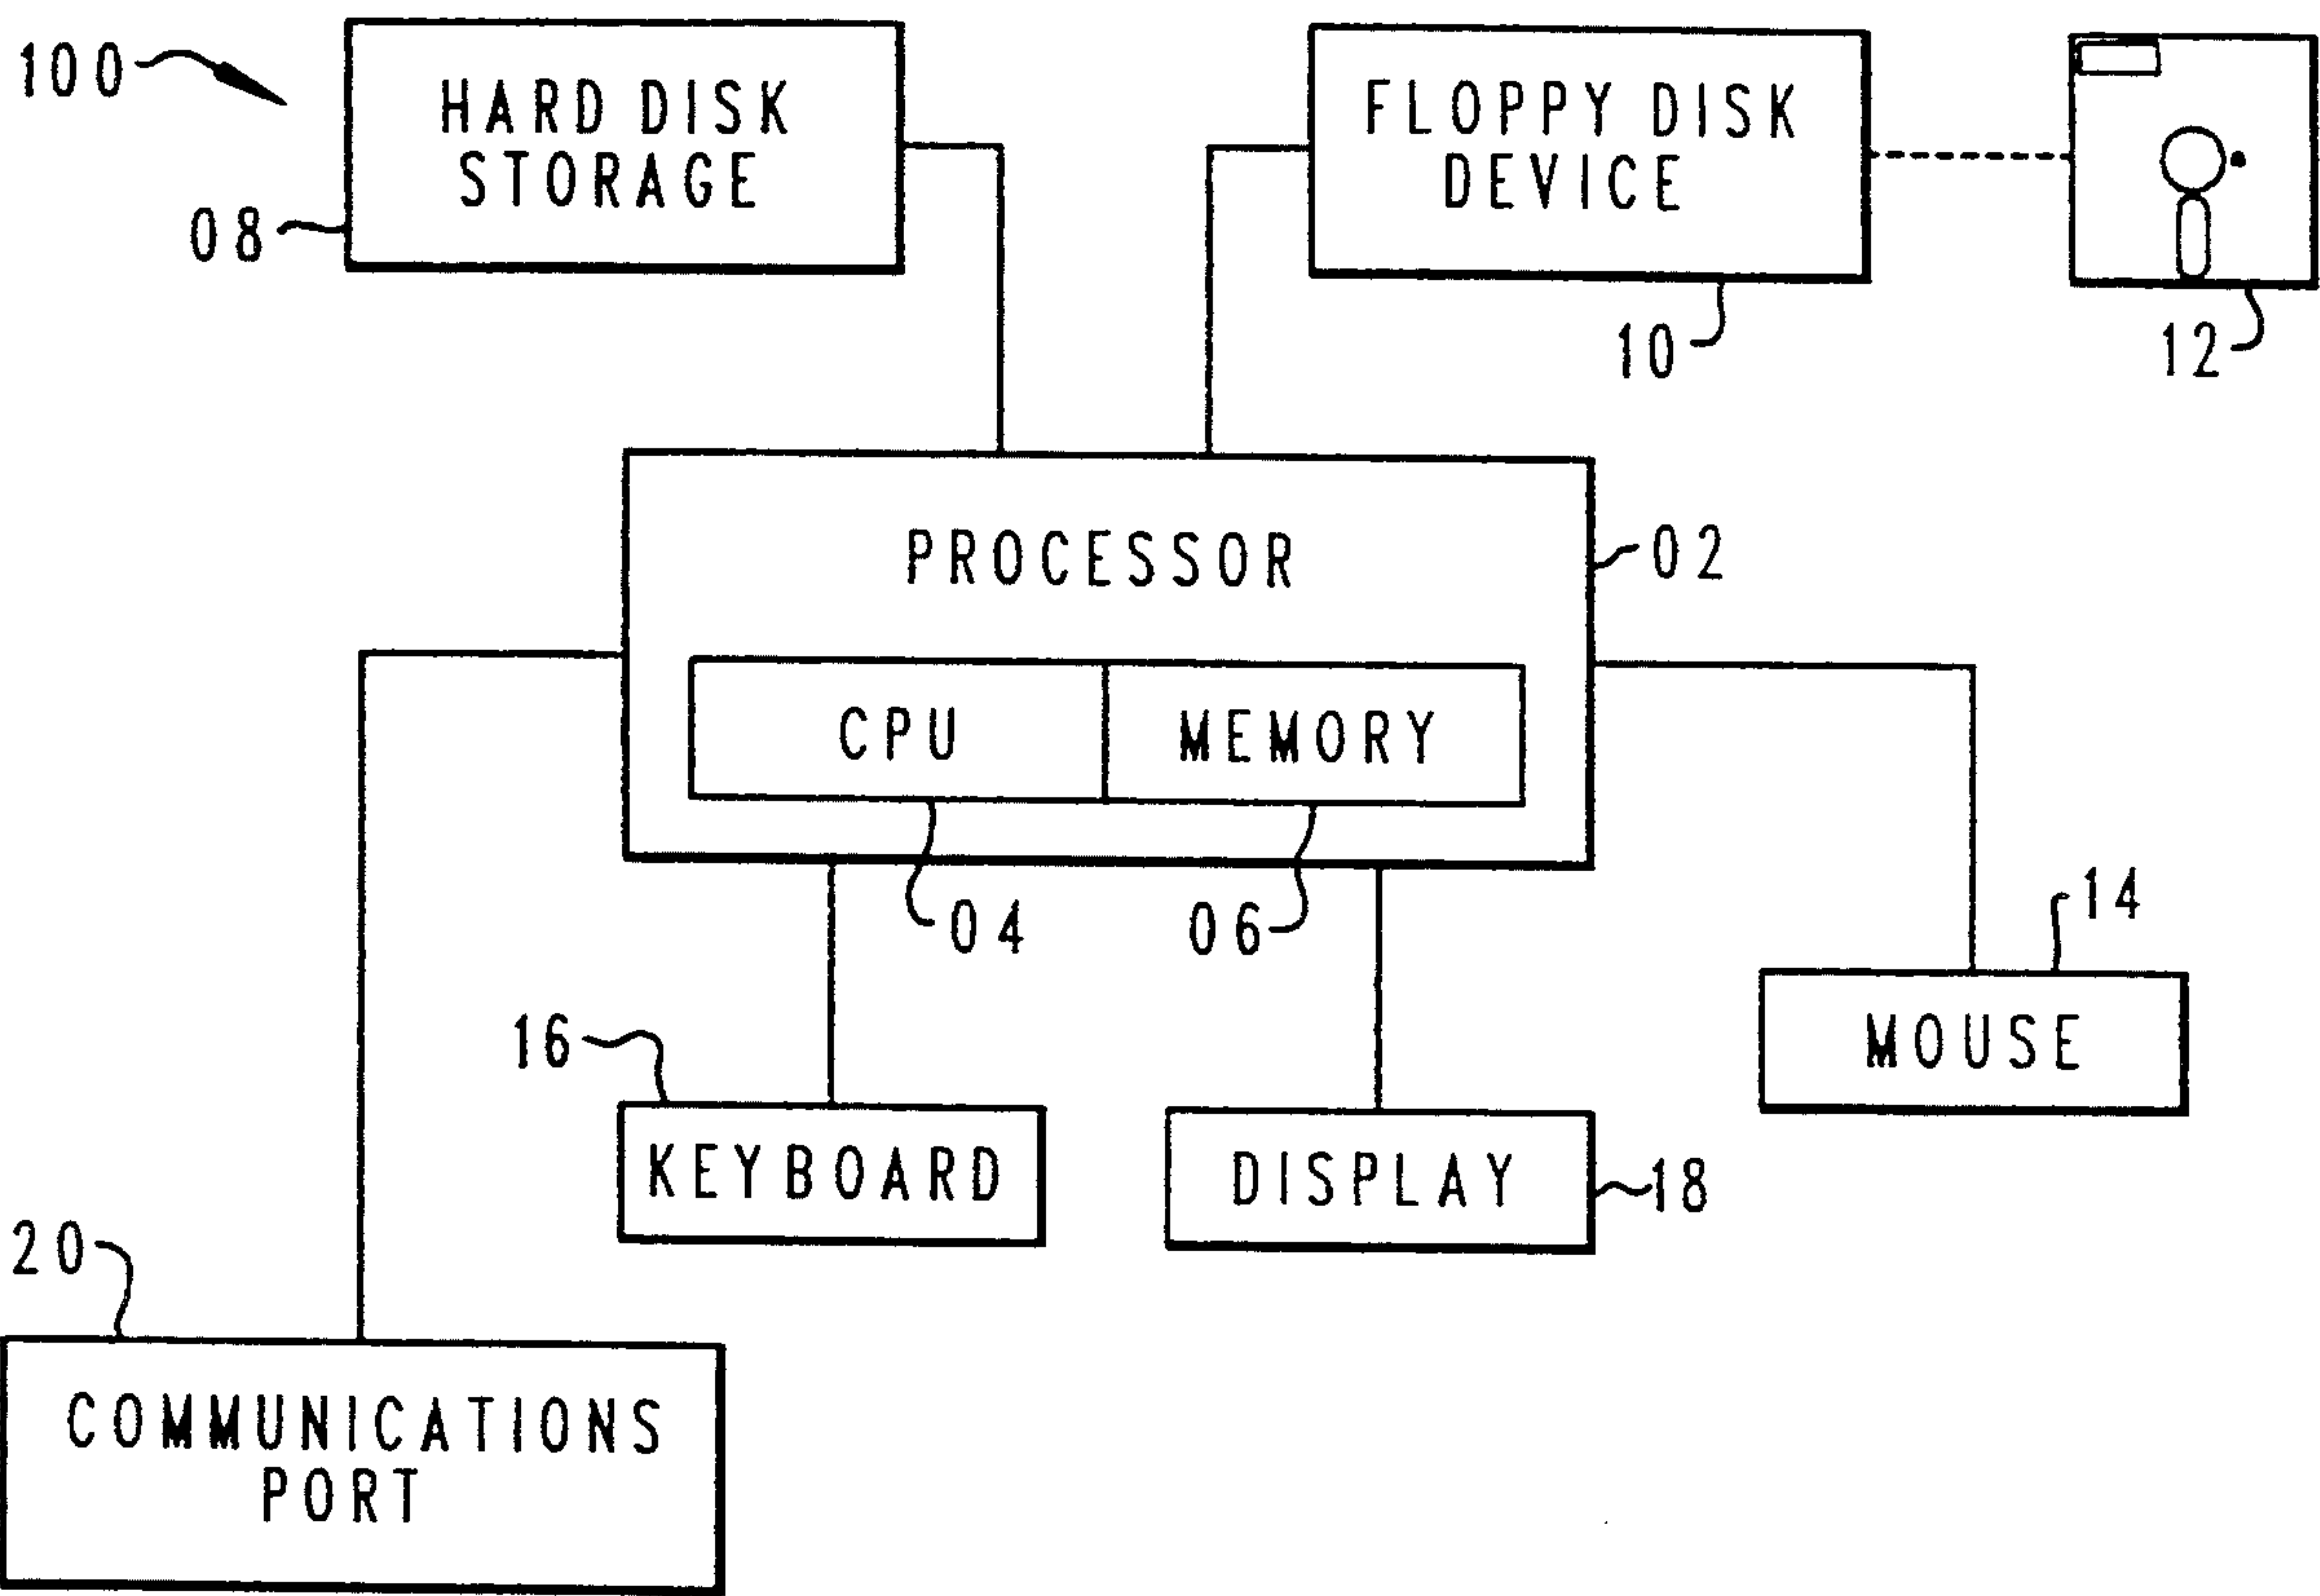 100
HARD DISK
STORAGE
08
FLOPPY DISK
DEVICE
10
12
PROCESSOR
02
CPU
MEMORY
04
06
14
MOUSE
16
KEYBOARD
DISPLAY
18
20
COMMUNICATIONS
PORT